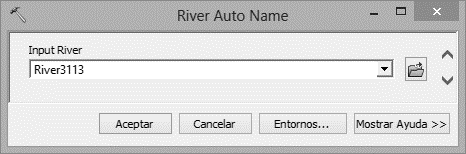 River Auto Name
Input River
River3113
Aceptar Cancelar Entornos... Mostrar Ayuda >>